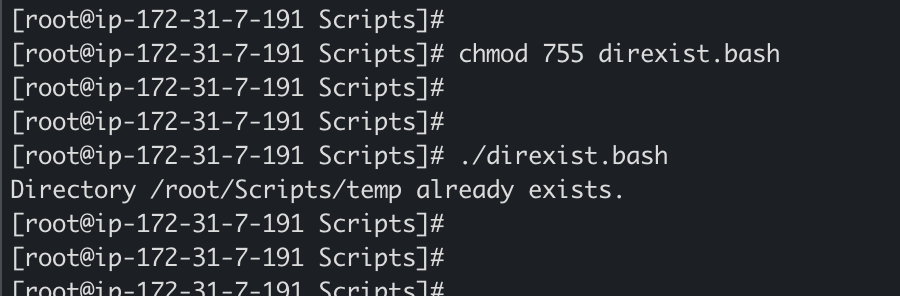 [root@ip-172-31-7-191 Scripts]#
[root@ip-172-31-7-191 Scripts]# chmod 755 direxist.bash
[root@ip-172-31-7-191 Scripts]#
[root@ip-172-31-7-191 Scripts]#
[root@ip-172-31-7-191 Scripts]# ./direxist.bash
Directory /root/Scripts/temp already exists.
[root@ip-172-31-7-191 Scripts]#
[root@ip-172-31-7-191 Scripts]#
[root@ip-172-31-7-191 Scripts]#